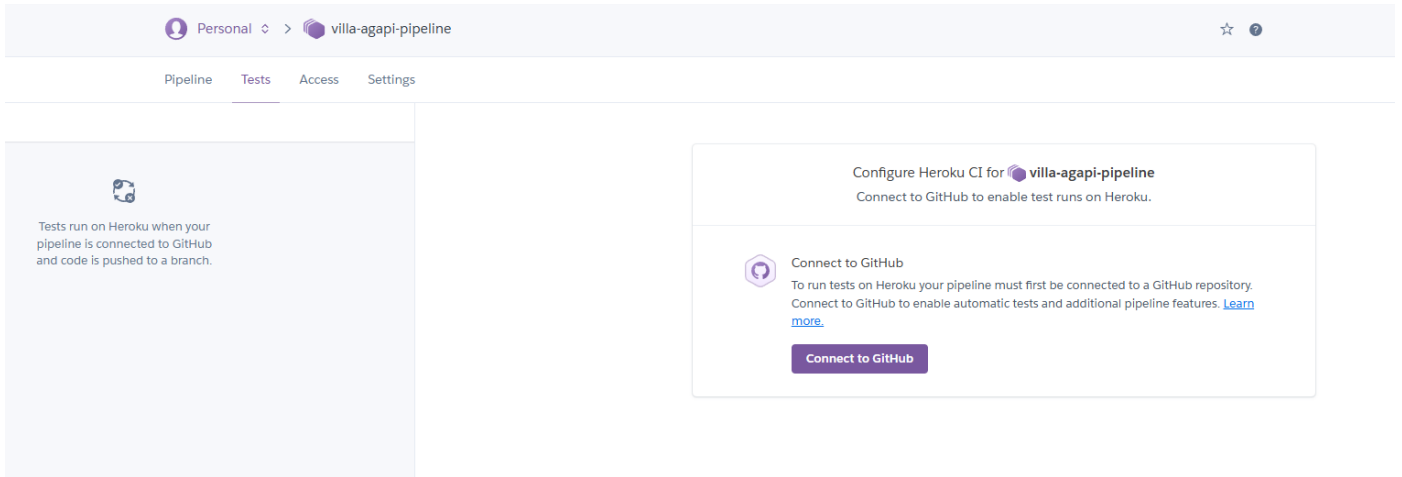 Personal > villa-agapi-pipeline
Pipeline Tests Access Settings
Tests run on Heroku when your
pipeline is connected to GitHub
and code is pushed to a branch.
Configure Heroku CI for villa-agapi-pipeline
Connect to GitHub to enable test runs on Heroku.
Connect to GitHub
To run tests on Heroku your pipeline must first be connected to a GitHub repository.
Connect to GitHub to enable automatic tests and additional pipeline features. Learn
more.
Connect to GitHub